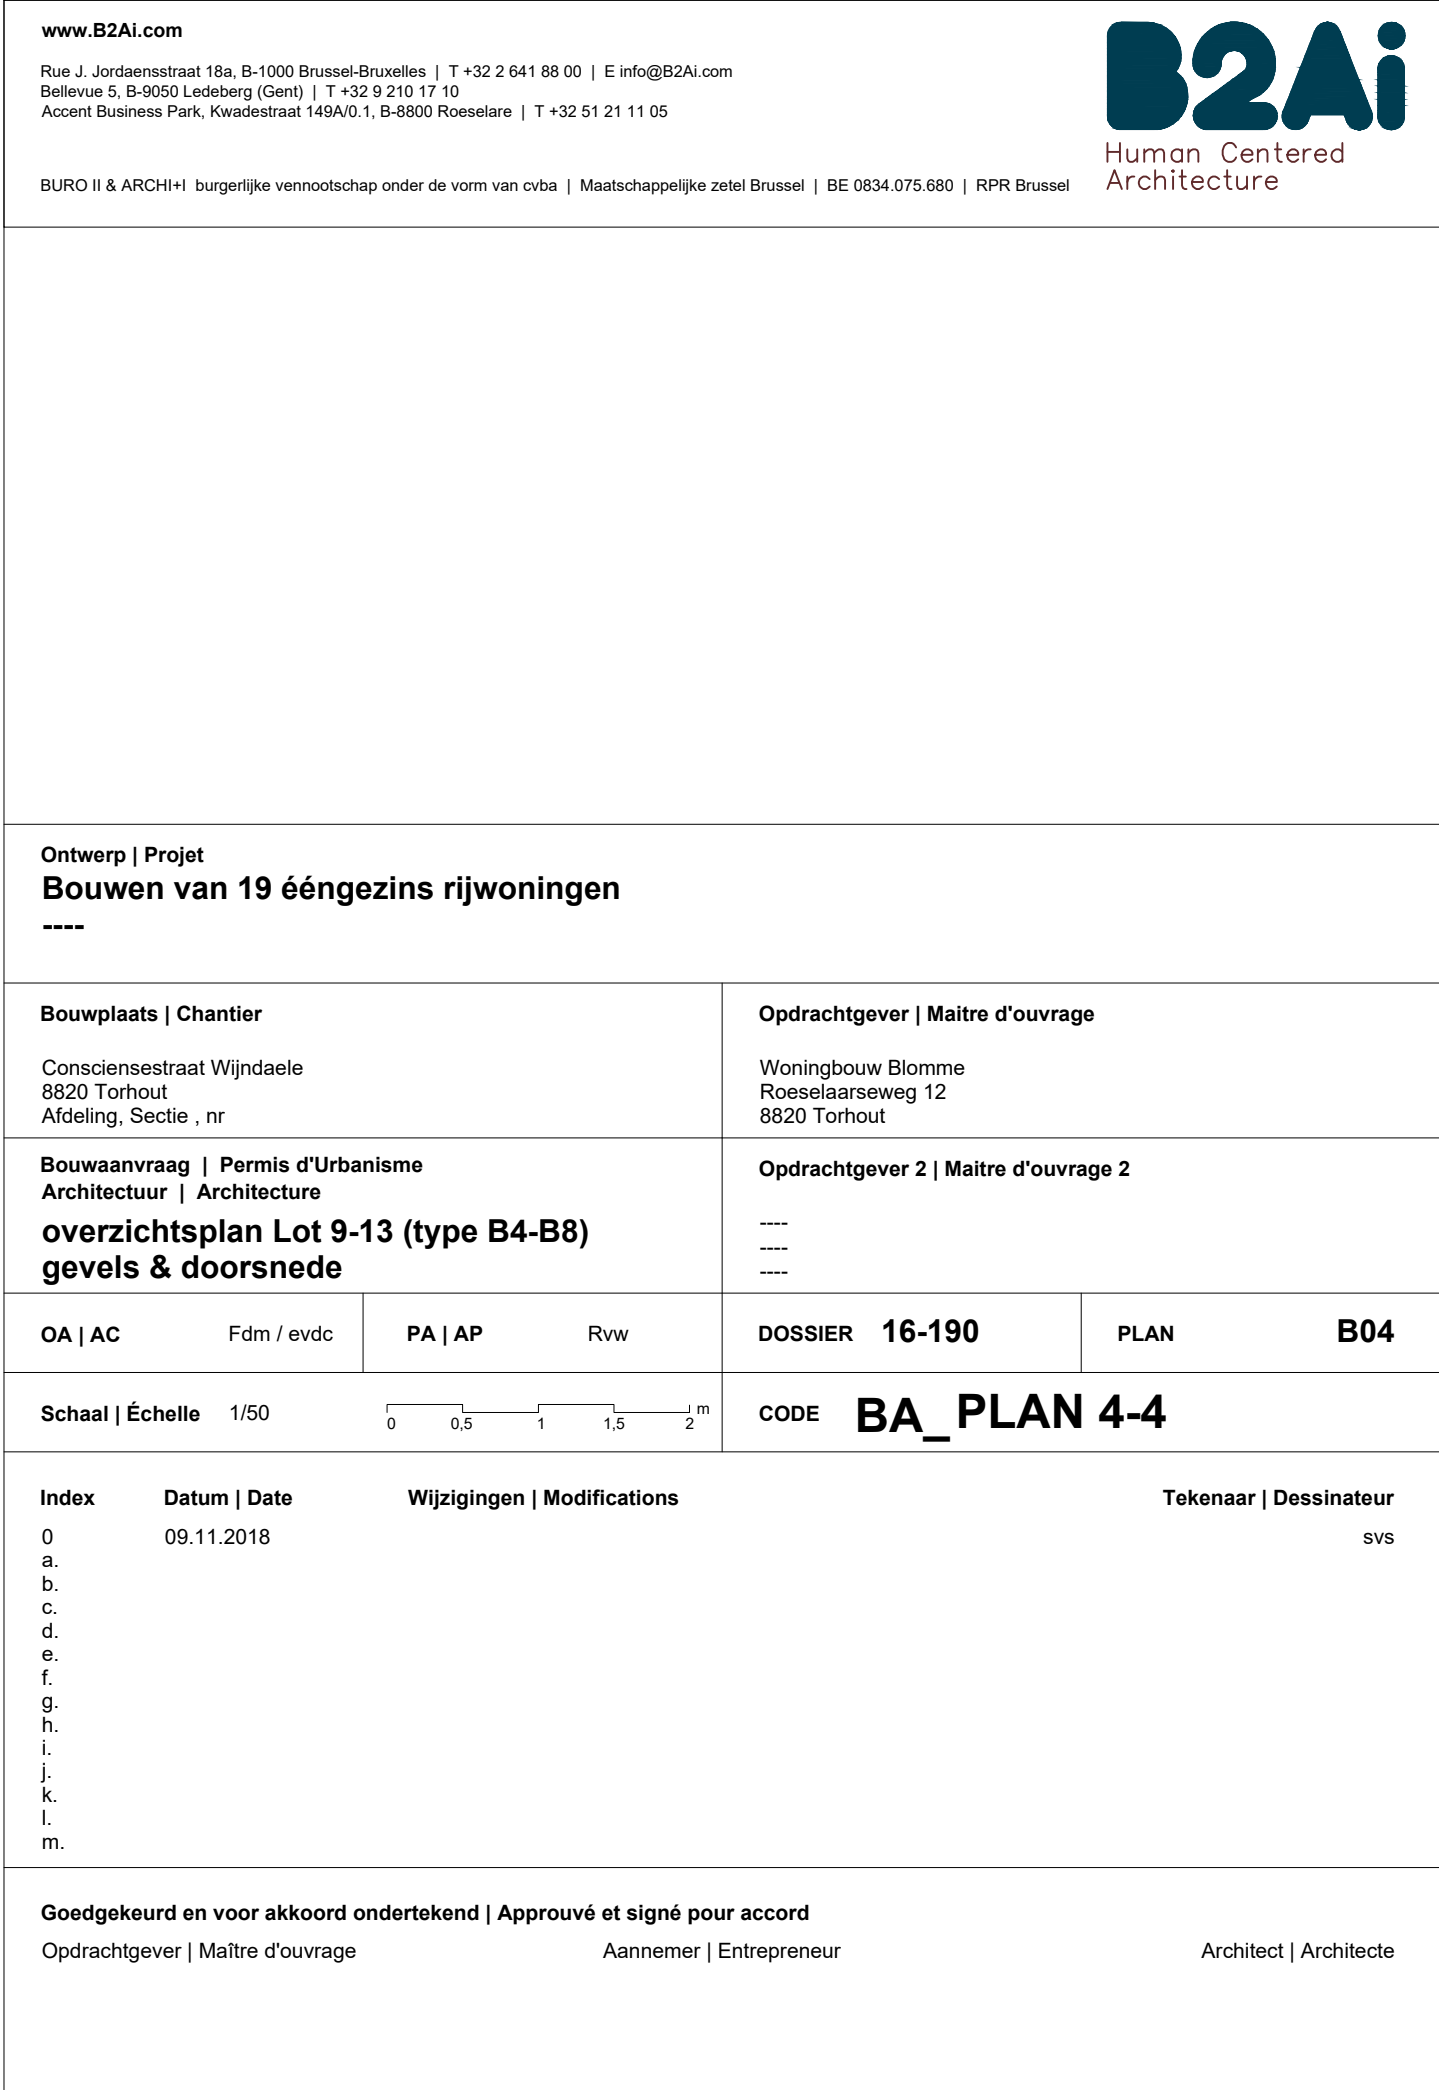 www.B2Ai.com
Rue J. Jordaensstraat 18a, B-1000 Brussel-Bruxelles | T +32 2 641 88 00 | E info@B2Ai.com
Bellevue 5, B-9050 Ledeberg (Gent) | T +32 9 210 17 10
Accent Business Park, Kwadestraat 149A/0.1, B-8800 Roeselare | T +32 51 21 11 05
BURO II & ARCHI+I burgerlijke vennootschap onder de vorm van cvba | Maatschappelijke zetel Brussel | BE 0834.075.680 | RPR Brussel
B2Ai
Human Centered
Architecture
Ontwerp | Projet
Bouwen van 19 ééngezins rijwoningen
----
Bouwplaats | Chantier
Consciensestraat Wijndaele
8820 Torhout
Afdeling, Sectie , nr
Opdrachtgever | Maitre d'ouvrage
Woningbouw Blomme
Roeselaarseweg 12
8820 Torhout
Bouwaanvraag | Permis d'Urbanisme
Architectuur | Architecture
overzichtsplan Lot 9-13 (type B4-B8)
gevels & doorsnede
Opdrachtgever 2 | Maitre d'ouvrage 2
----
----
----
OA | AC Fdm / evdc
PA | AP Rvw
DOSSIER 16-190
PLAN B04
Schaal | Échelle 1/50
0 0,5 1 1,5 2 m
CODE BA_PLAN 4-4
Index Datum | Date Wijzigingen | Modifications Tekenaar | Dessinateur
0 09.11.2018 svs
a.
b.
c.
d.
e.
f.
g.
h.
i.
j.
k.
l.
m.
Goedgekeurd en voor akkoord ondertekend | Approuvé et signé pour accord
Opdrachtgever | Maître d'ouvrage Aannemer | Entrepreneur Architect | Architecte